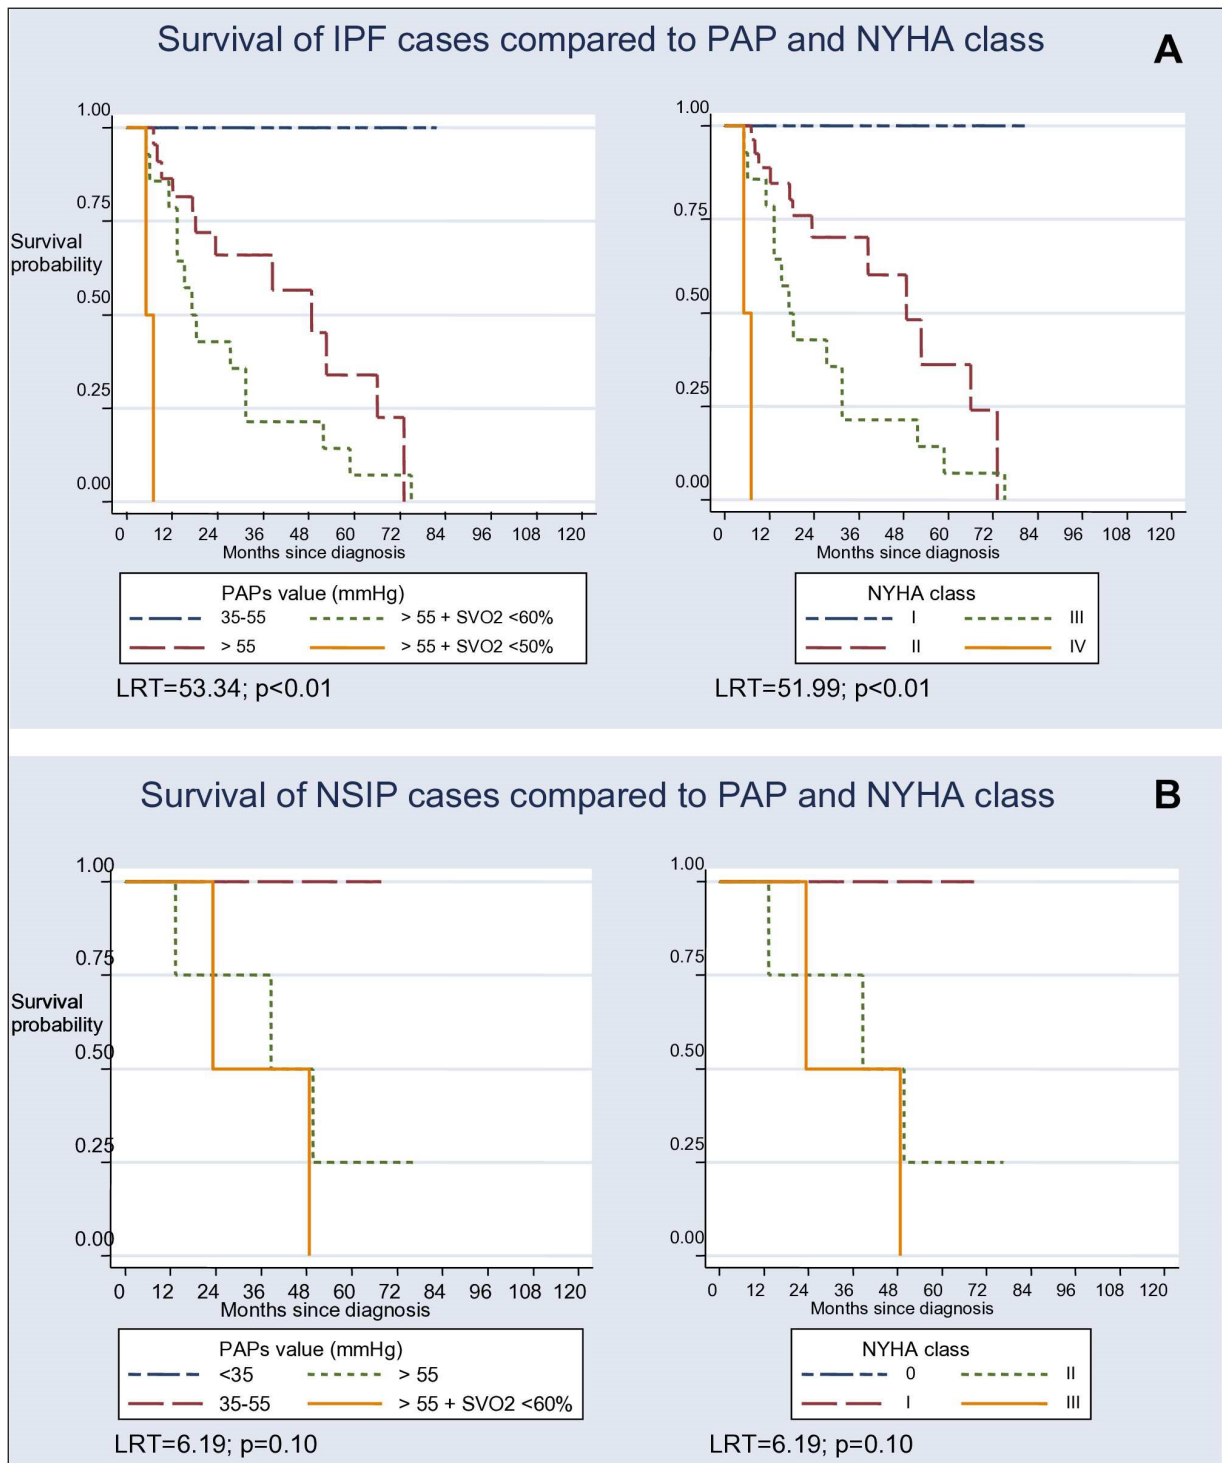 Survival of IPF cases compared to PAP and NYHA class
A
1.00
0.75
Survival
probability
0.50
0.25
0.00
0 12 24 36 48 60 72 84 96 108 120
Months since diagnosis
PAPs value (mmHg)
35-55 > 55 + SVO2 <60%
> 55 > 55 + SVO2 <50%
LRT=53.34; p<0.01
1.00
0.75
0.50
0.25
0.00
0 12 24 36 48 60 72 84 96 108 120
Months since diagnosis
NYHA class
I III
II IV
LRT=51.99; p<0.01
Survival of NSIP cases compared to PAP and NYHA class
B
1.00
0.75
Survival
probability
0.50
0.25
0.00
0 12 24 36 48 60 72 84 96 108 120
Months since diagnosis
PAPs value (mmHg)
<35 > 55
35-55 > 55 + SVO2 <60%
LRT=6.19; p=0.10
1.00
0.75
0.50
0.25
0.00
0 12 24 36 48 60 72 84 96 108 120
Months since diagnosis
NYHA class
0 II
I III
LRT=6.19; p=0.10